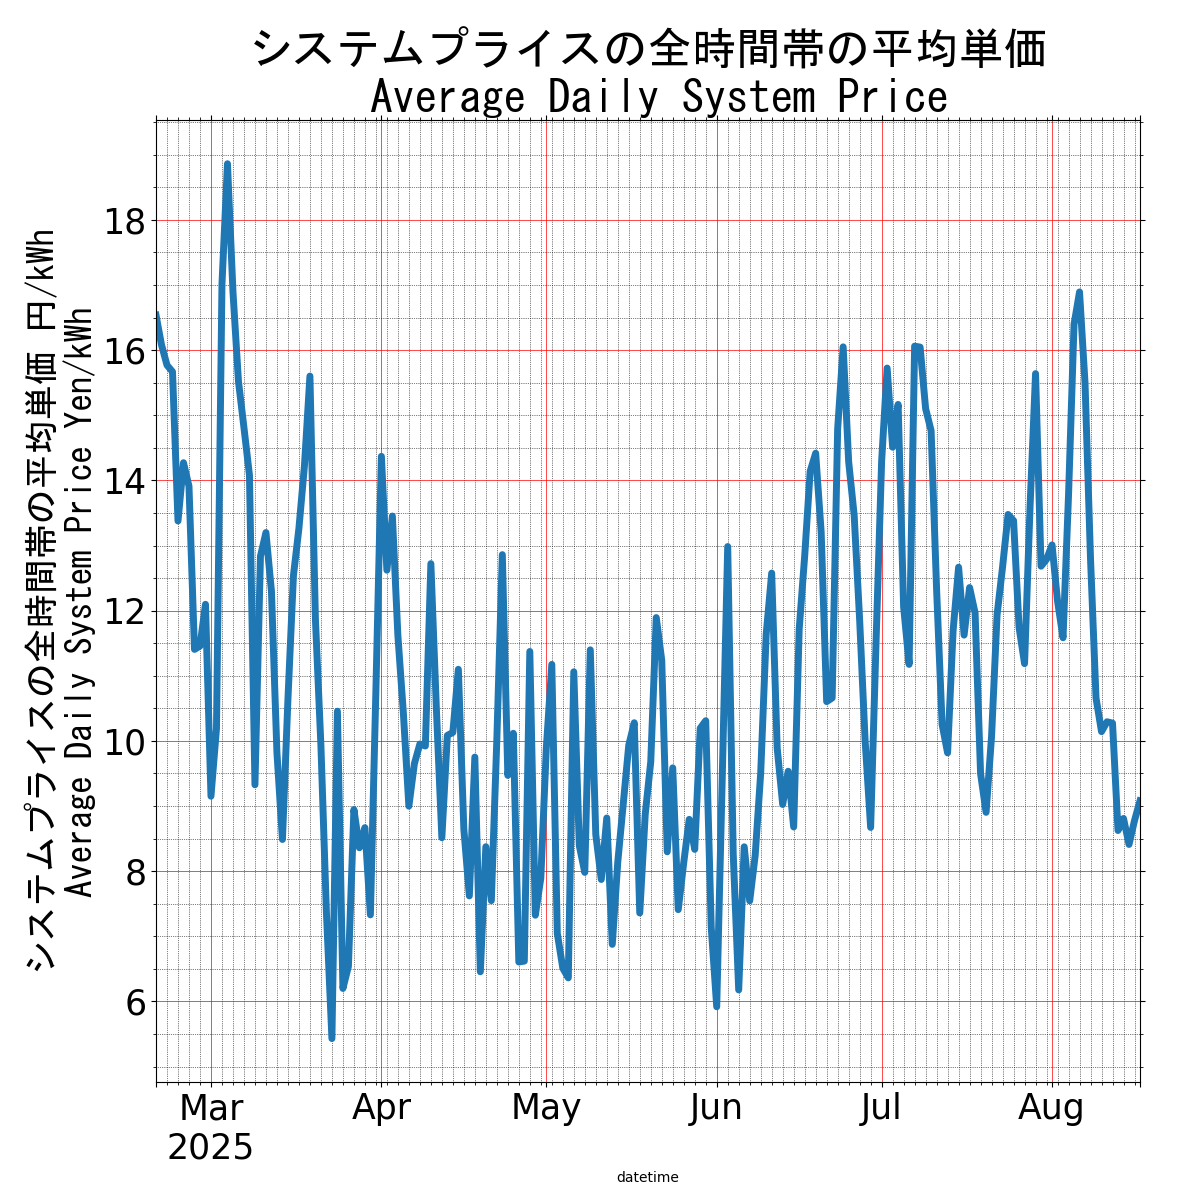 システムプライスの全時間帯の平均単価
Average Daily System Price
システムプライスの全時間帯の平均単価 円/kWh
Average Daily System Price Yen/kWh
18
16
14
12
10
8
6
Mar
2025
Apr
May
Jun
Jul
Aug
datetime